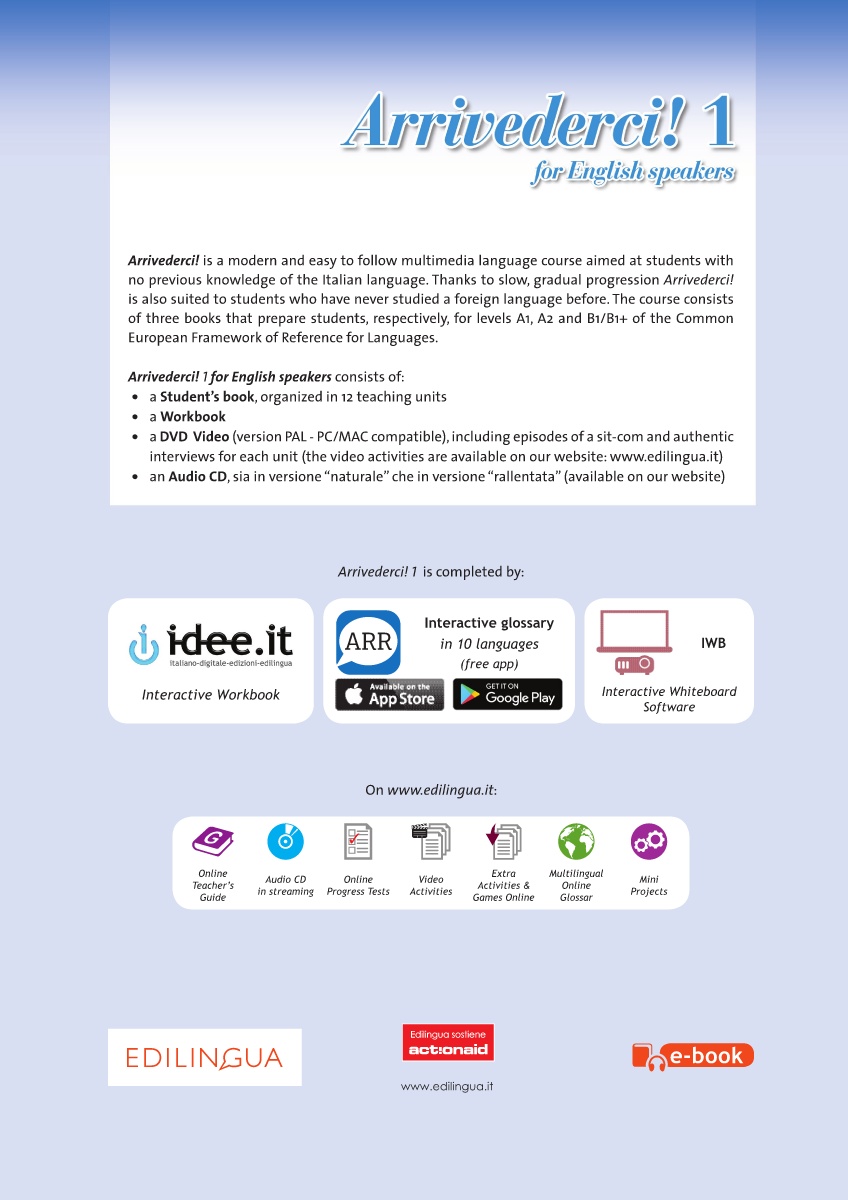 Arrivederci! 1
for English speakers
Arrivederci! is a modern and easy to follow multimedia language course aimed at students with
no previous knowledge of the Italian language. Thanks to slow, gradual progression Arrivederci!
is also suited to students who have never studied a foreign language before. The course consists
of three books that prepare students, respectively, for levels A1, A2 and B1/B1+ of the Common
European Framework of Reference for Languages.
Arrivederci! 1 for English speakers consists of:
• a Student's book, organized in 12 teaching units
• a Workbook
• a DVD Video (version PAL - PC/MAC compatible), including episodes of a sit-com and authentic
interviews for each unit (the video activities are available on our website: www.edilingua.it)
• an Audio CD, sia in versione “naturale” che in versione “rallentata” (available on our website)
Arrivederci! 1 is completed by:
i·d·e·e.it
italiano-digitale-edizioni-edilingua
Interactive Workbook
ARR
Interactive glossary
in 10 languages
(free app)
Available on the
App Store
GET IT ON
Google Play
IWB
Interactive Whiteboard
Software
On www.edilingua.it:
G
Online
Teacher's
Guide
Audio CD
in streaming
Online
Progress Tests
Video
Activities
Extra
Activities &
Games Online
Multilingual
Online
Glossar
Mini
Projects
EDILINGUA
Edilingua sostiene
act:onaid
www.edilingua.it
e-book